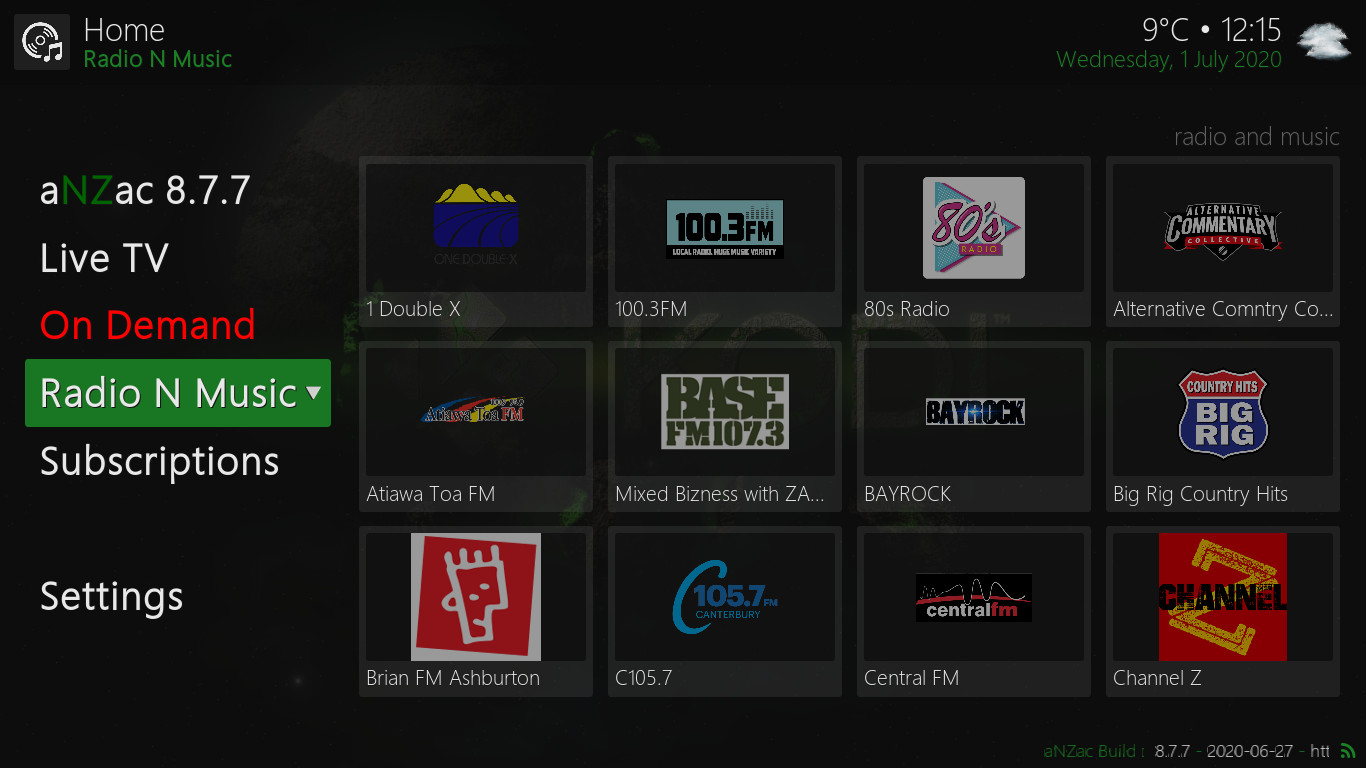 Home
Radio N Music
9°C • 12:15
Wednesday, 1 July 2020
radio and music
aNZac 8.7.7
Live TV
On Demand
Radio N Music
Subscriptions
Settings
ONE DOUBLE X
1 Double X
100.3FM
LOCAL RADIO. HUGE MUSIC VARIETY
100.3FM
80's
RADIO
80s Radio
ALTERNATIVE
COMMENTARY
COLLECTIVE
Alternative Comntry Co...
Atiawa Toa FM
Atiawa Toa FM
BASE
FM107.3
Mixed Bizness with ZA...
BAYROCK
BAYROCK
COUNTRY HITS
BIG
RIG
Big Rig Country Hits
Brian FM Ashburton
C105.7FM
CANTERBURY
C105.7
centralfm
Central FM
CHANNEL
Z
Channel Z
KODI
aNZac Build : 8.7.7 - 2020-06-27 - htt